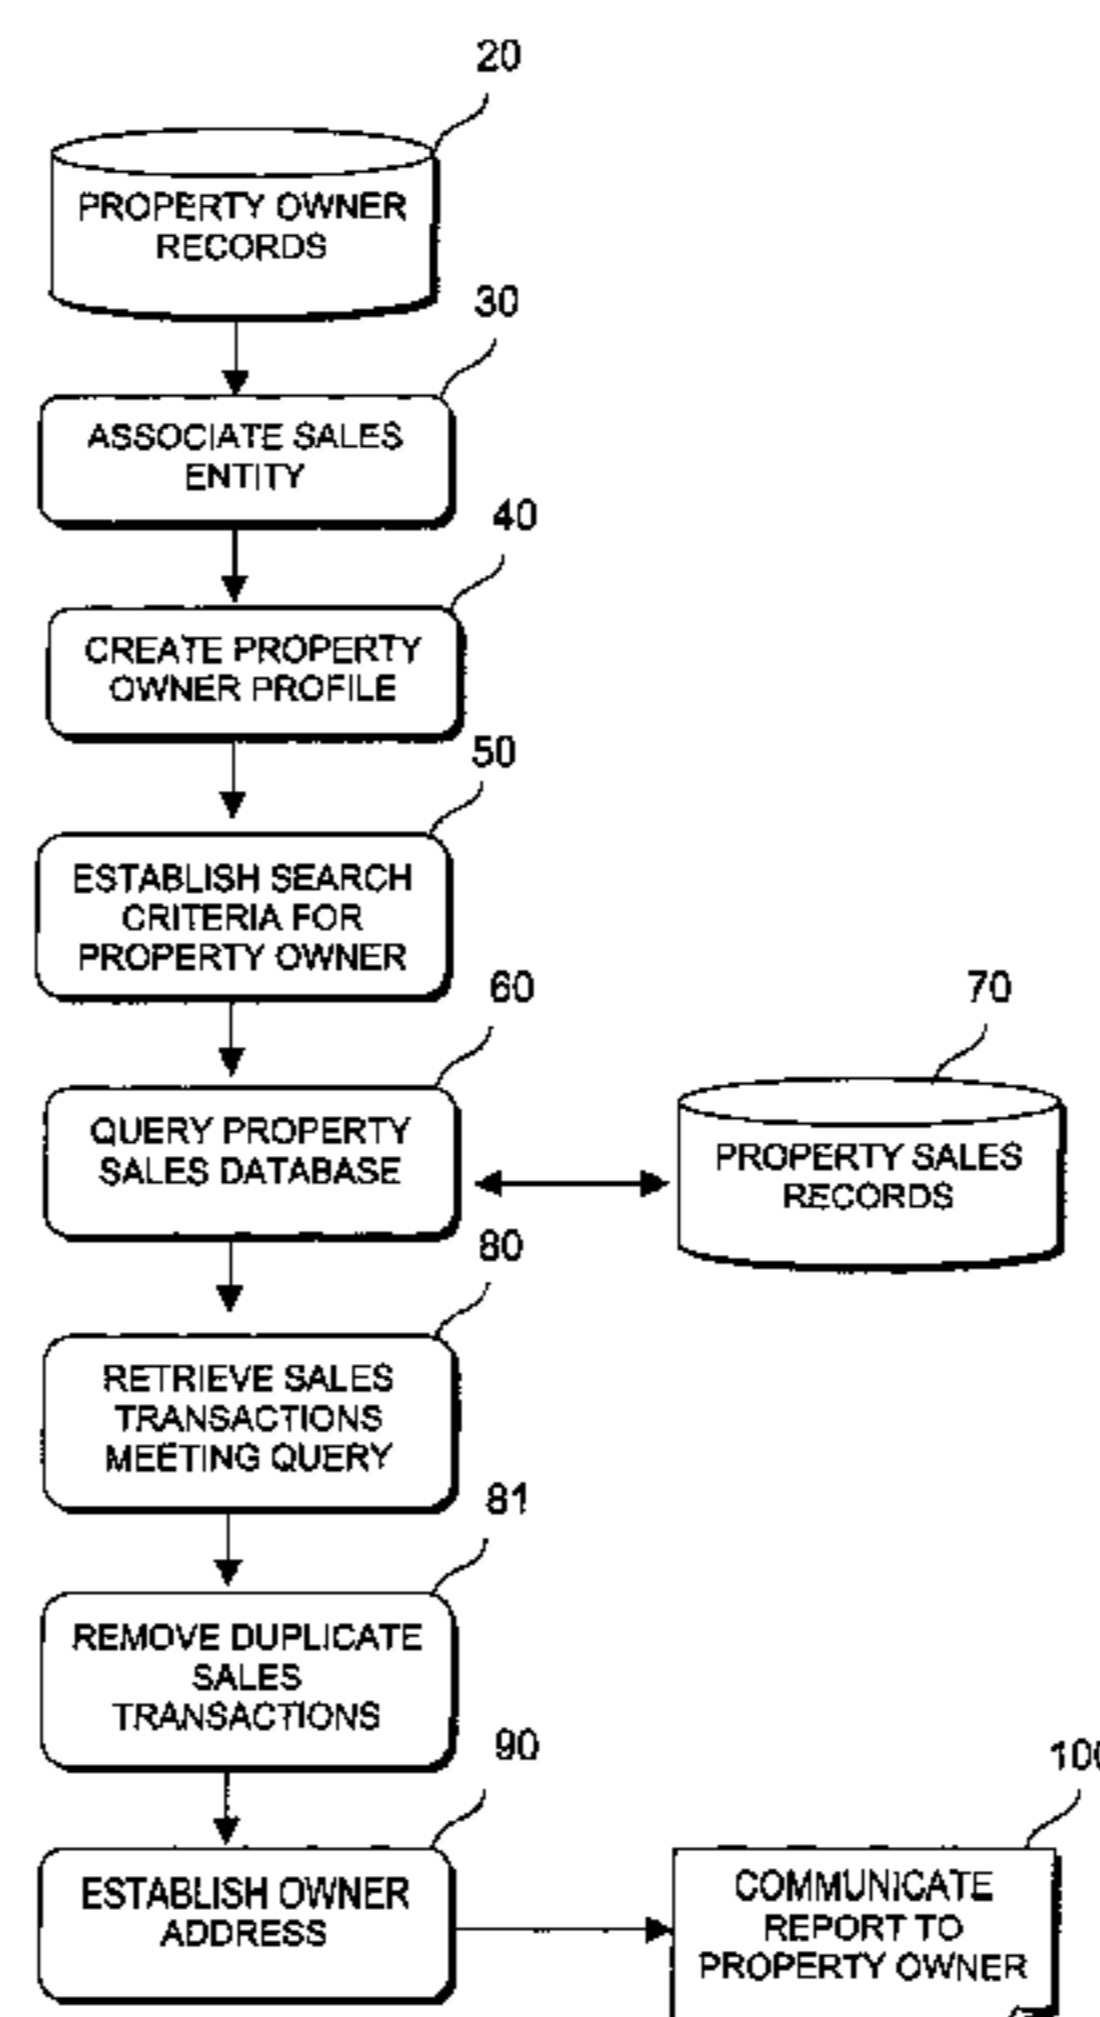 20
PROPERTY OWNER
RECORDS
30
ASSOCIATE SALES
ENTITY
40
CREATE PROPERTY
OWNER PROFILE
50
ESTABLISH SEARCH
CRITERIA FOR
PROPERTY OWNER
60
QUERY PROPERTY
SALES DATABASE
70
PROPERTY SALES
RECORDS
80
RETRIEVE SALES
TRANSACTIONS
MEETING QUERY
81
REMOVE DUPLICATE
SALES
TRANSACTIONS
90
ESTABLISH OWNER
ADDRESS
100
COMMUNICATE
REPORT TO
PROPERTY OWNER